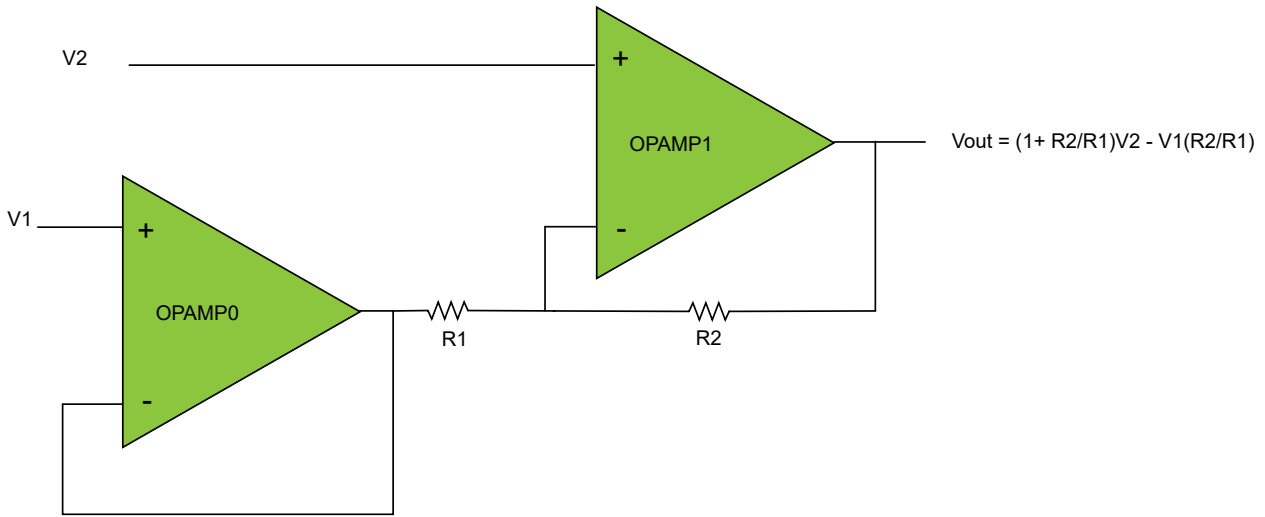 V2
+
OPAMP1
Vout = (1+ R2/R1)V2 - V1(R2/R1)
V1
+
-
OPAMP0
R1
R2
-